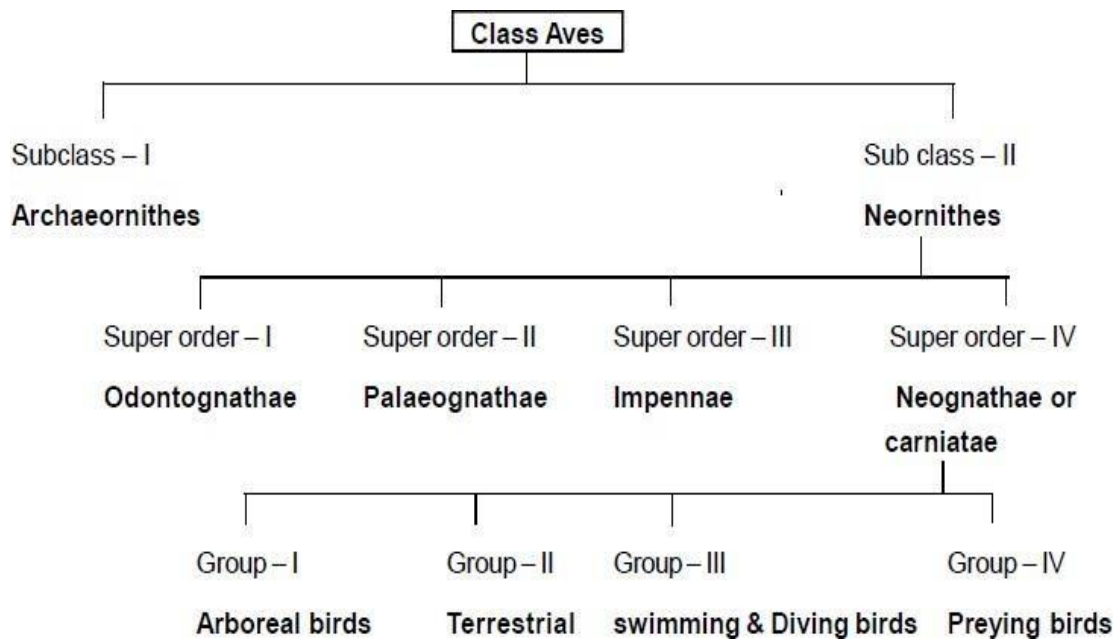 Class Aves
Subclass – I
Sub class – II
Archaeornithes
Neornithes
Super order – I
Super order – II
Super order – III
Super order – IV
Odontognathae
Palaeognathae
Impennae
Neognathae or
carniatae
Group – I
Group – II
Group – III
Group – IV
Arboreal birds
Terrestrial
swimming & Diving birds
Preying birds